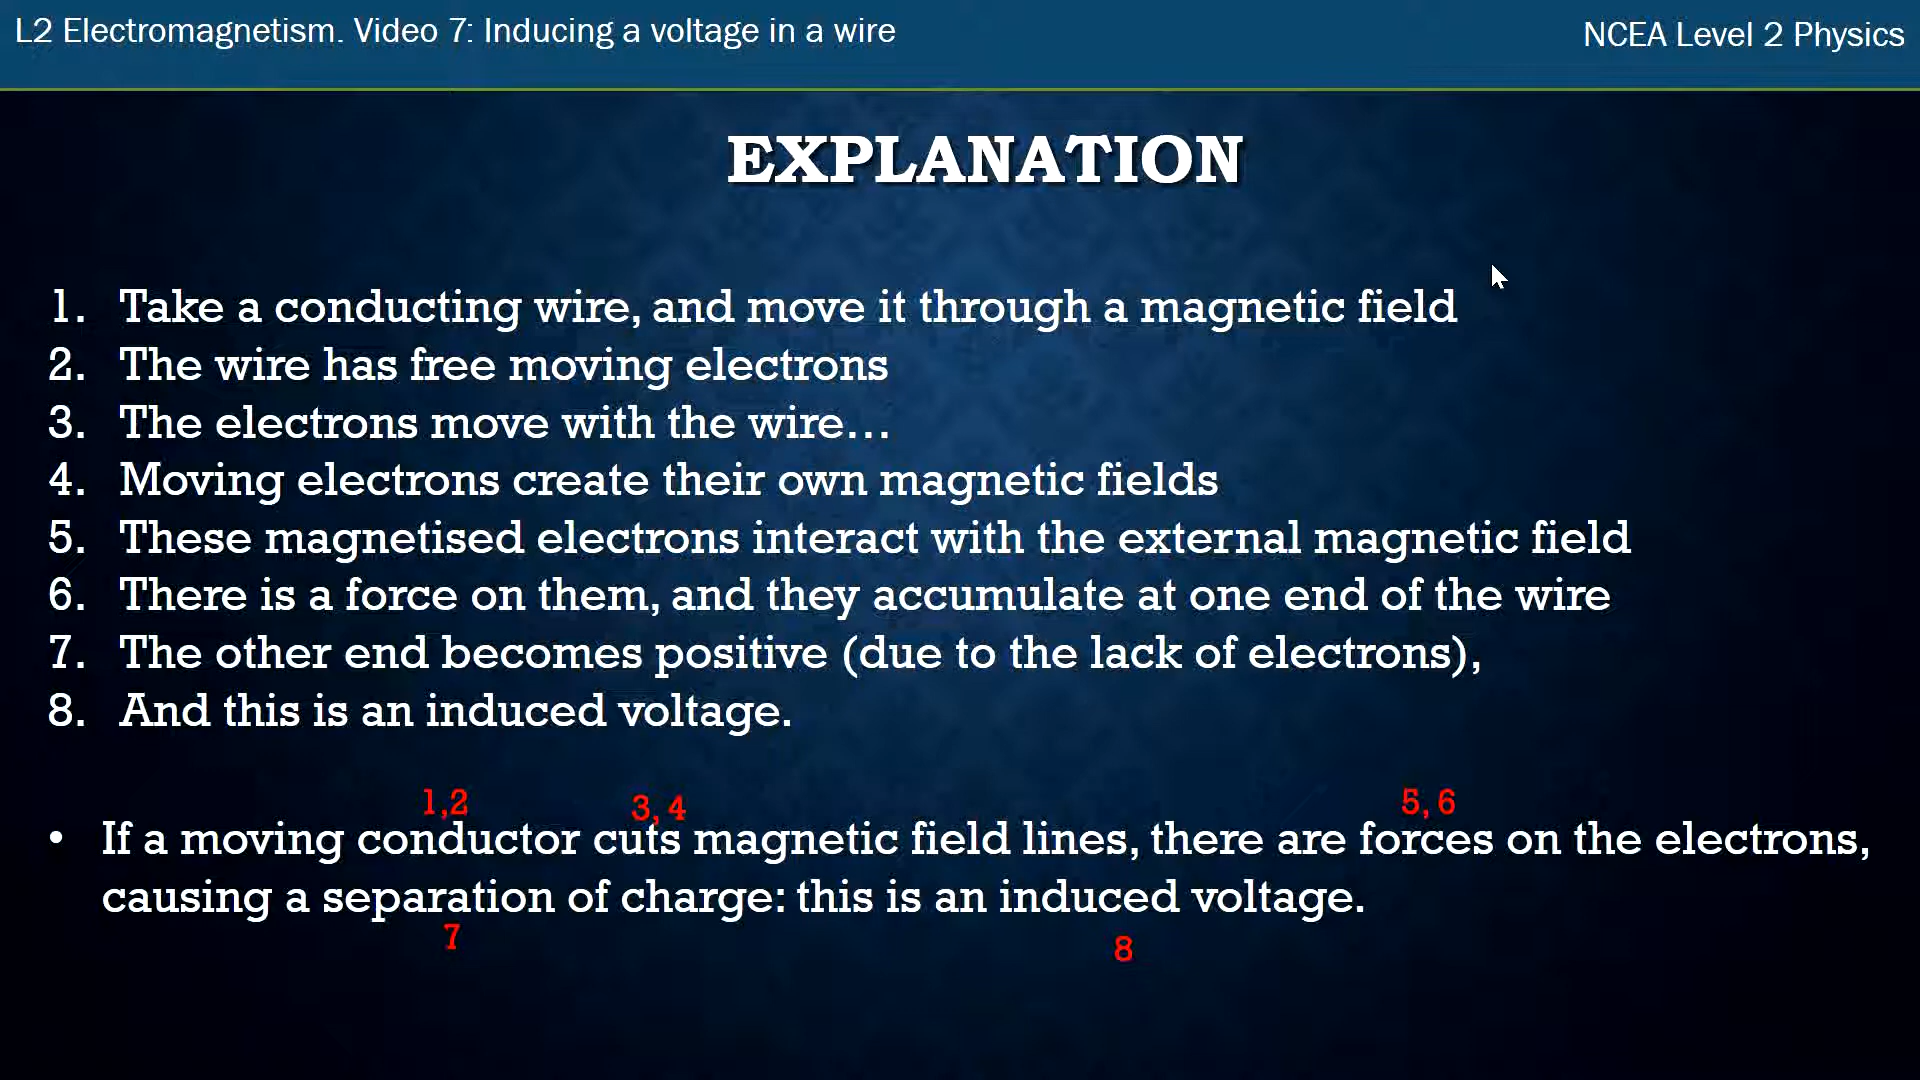 L2 Electromagnetism. Video 7: Inducing a voltage in a wire
NCEA Level 2 Physics
EXPLANATION
1. Take a conducting wire, and move it through a magnetic field
2. The wire has free moving electrons
3. The electrons move with the wire…
4. Moving electrons create their own magnetic fields
5. These magnetised electrons interact with the external magnetic field
6. There is a force on them, and they accumulate at one end of the wire
7. The other end becomes positive (due to the lack of electrons),
8. And this is an induced voltage.
1,2 3, 4 5, 6
• If a moving conductor cuts magnetic field lines, there are forces on the electrons,
causing a separation of charge: this is an induced voltage.
7 8